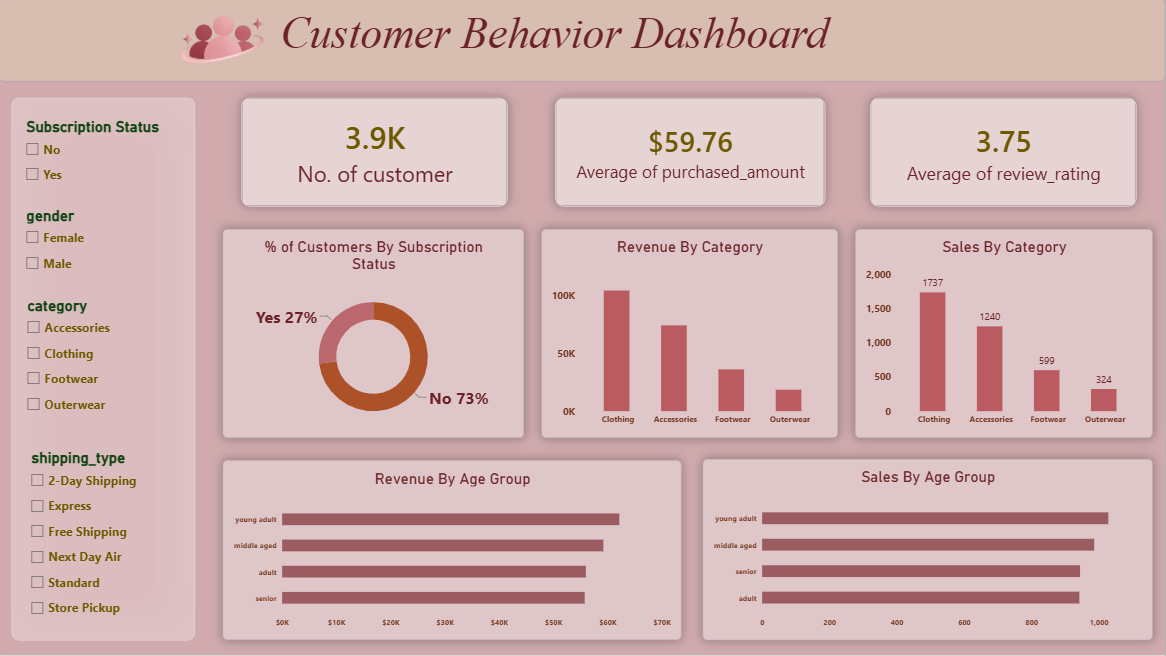 Customer Behavior Dashboard
Subscription Status
No
Yes
gender
Female
Male
category
Accessories
Clothing
Footwear
Outerwear
shipping_type
2-Day Shipping
Express
Free Shipping
Next Day Air
Standard
Store Pickup
3.9K
No. of customer
$59.76
Average of purchased_amount
3.75
Average of review_rating
% of Customers By Subscription
Status
Yes 27%
No 73%
Revenue By Category
100K
50K
0K
Clothing Accessories Footwear Outerwear
Sales By Category
2,000
1,500
1,000
500
0
1737
1240
599
324
Clothing Accessories Footwear Outerwear
Revenue By Age Group
young adult
middle aged
adult
senior
$0K $10K $20K $30K $40K $50K $60K $70K
Sales By Age Group
young adult
middle aged
senior
adult
0 200 400 600 800 1,000